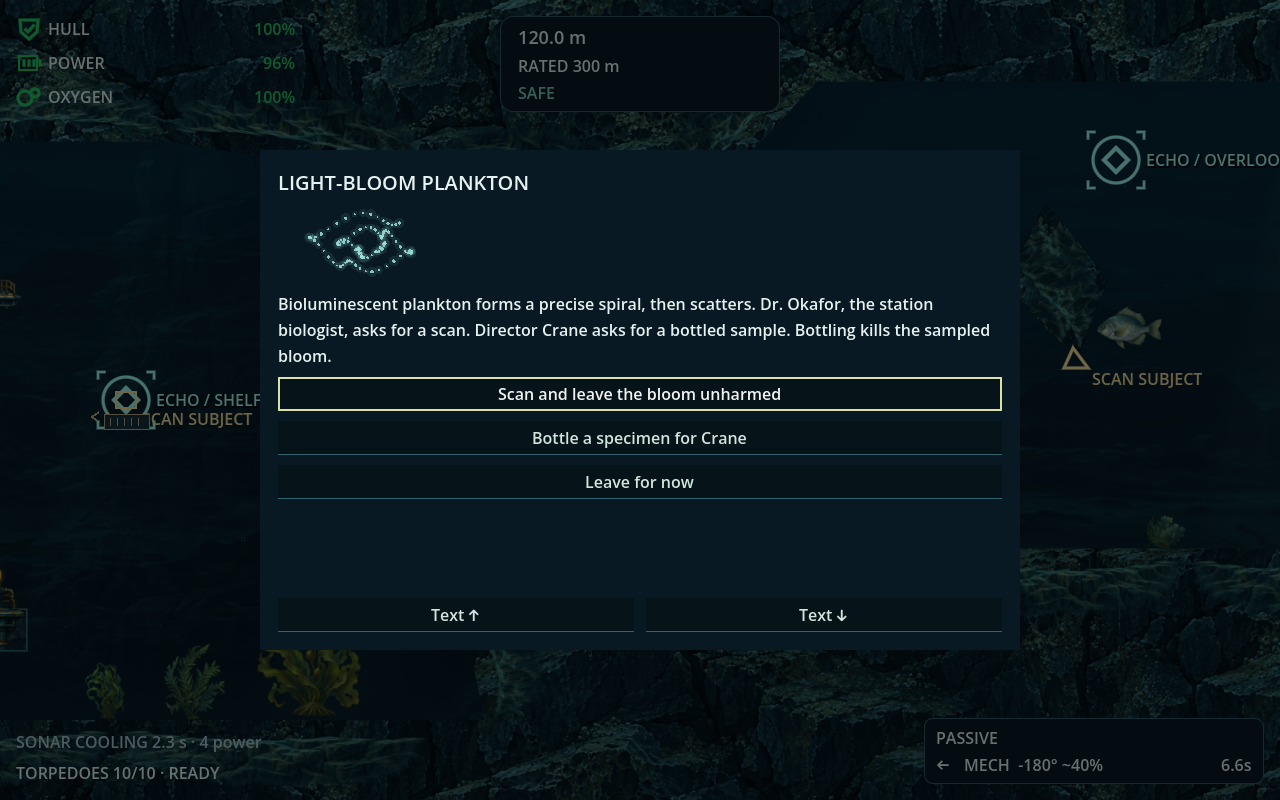 HULL 100%
POWER 96%
OXYGEN 100%
120.0 m
RATED 300 m
SAFE
ECHO / OVERLOO
LIGHT-BLOOM PLANKTON
Bioluminescent plankton forms a precise spiral, then scatters. Dr. Okafor, the station
biologist, asks for a scan. Director Crane asks for a bottled sample. Bottling kills the sampled
bloom.
Scan and leave the bloom unharmed
Bottle a specimen for Crane
Leave for now
Text ↑
Text ↓
ECHO / SHELF
CAN SUBJECT
SCAN SUBJECT
SONAR COOLING 2.3 s · 4 power
TORPEDOES 10/10 · READY
PASSIVE
← MECH -180° ~40% 6.6s